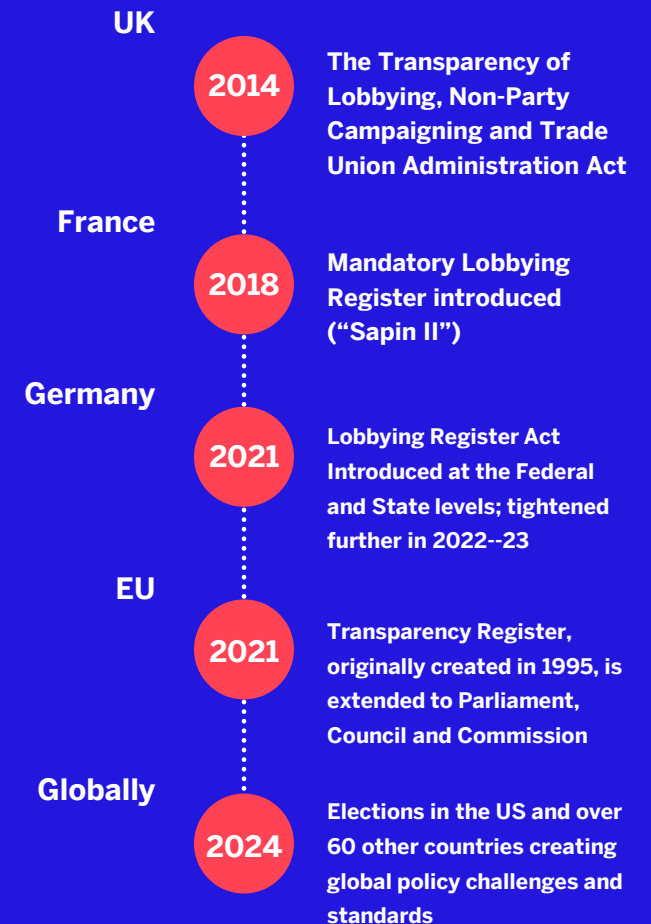 UK
2014
The Transparency of
Lobbying, Non-Party
Campaigning and Trade
Union Administration Act
France
2018
Mandatory Lobbying
Register introduced
(“Sapin II”)
Germany
2021
Lobbying Register Act
Introduced at the Federal
and State levels; tightened
further in 2022--23
EU
2021
Transparency Register,
originally created in 1995, is
extended to Parliament,
Council and Commission
Globally
2024
Elections in the US and over
60 other countries creating
global policy challenges and
standards